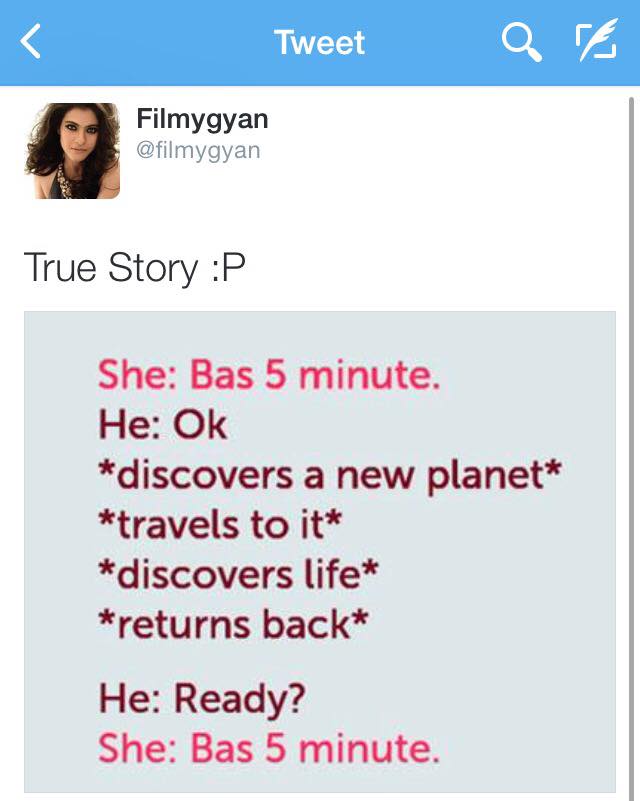 Tweet
Filmygyan
@filmygyan
True Story :P
She: Bas 5 minute.
He: Ok
*discovers a new planet*
*travels to it*
*discovers life*
*returns back*
He: Ready?
She: Bas 5 minute.